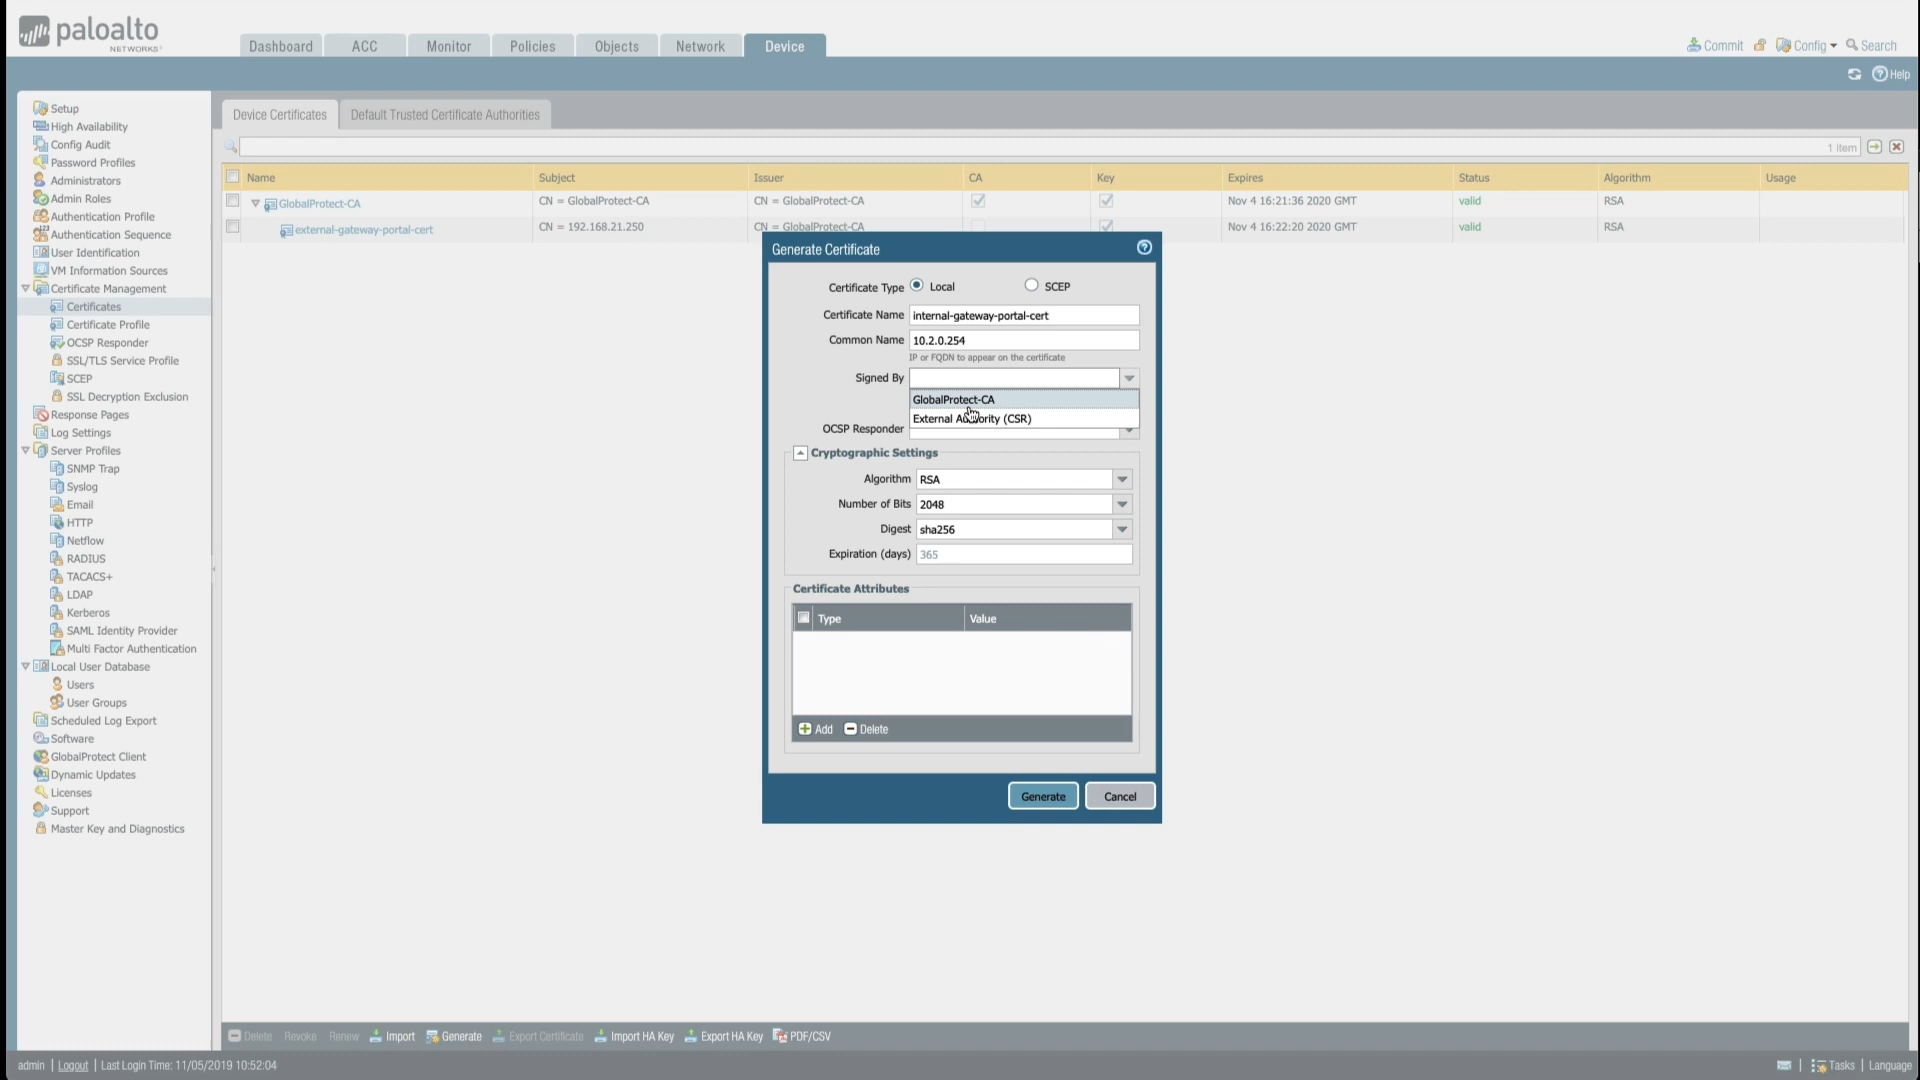 paloalto
NETWORKS
Dashboard ACC Monitor Policies Objects Network Device
Commit Config Search
Help
Setup
High Availability
Config Audit
Password Profiles
Administrators
Admin Roles
Authentication Profile
Authentication Sequence
User Identification
VM Information Sources
Certificate Management
Certificates
Certificate Profile
OCSP Responder
SSL/TLS Service Profile
SCEP
SSL Decryption Exclusion
Response Pages
Log Settings
Server Profiles
SNMP Trap
Syslog
Email
HTTP
Netflow
RADIUS
TACACS+
LDAP
Kerberos
SAML Identity Provider
Multi Factor Authentication
Local User Database
Users
User Groups
Scheduled Log Export
Software
GlobalProtect Client
Dynamic Updates
Licenses
Support
Master Key and Diagnostics
Device Certificates Default Trusted Certificate Authorities
1 item
Name Subject Issuer CA Key Expires Status Algorithm Usage
GlobalProtect-CA CN = GlobalProtect-CA CN = GlobalProtect-CA Nov 4 16:21:36 2020 GMT valid RSA
external-gateway-portal-cert CN = 192.168.21.250 CN = GlobalProtect-CA Nov 4 16:22:20 2020 GMT valid RSA
Generate Certificate
Certificate Type Local SCEP
Certificate Name internal-gateway-portal-cert
Common Name 10.2.0.254
IP or FQDN to appear on the certificate
Signed By
GlobalProtect-CA
External Authority (CSR)
OCSP Responder
Cryptographic Settings
Algorithm RSA
Number of Bits 2048
Digest sha256
Expiration (days) 365
Certificate Attributes
Type Value
Add Delete
Generate Cancel
Delete Revoke Renew Import Generate Export Certificate Import HA Key Export HA Key PDF/CSV
admin | Logout | Last Login Time: 11/05/2019 10:52:04
| Tasks | Language